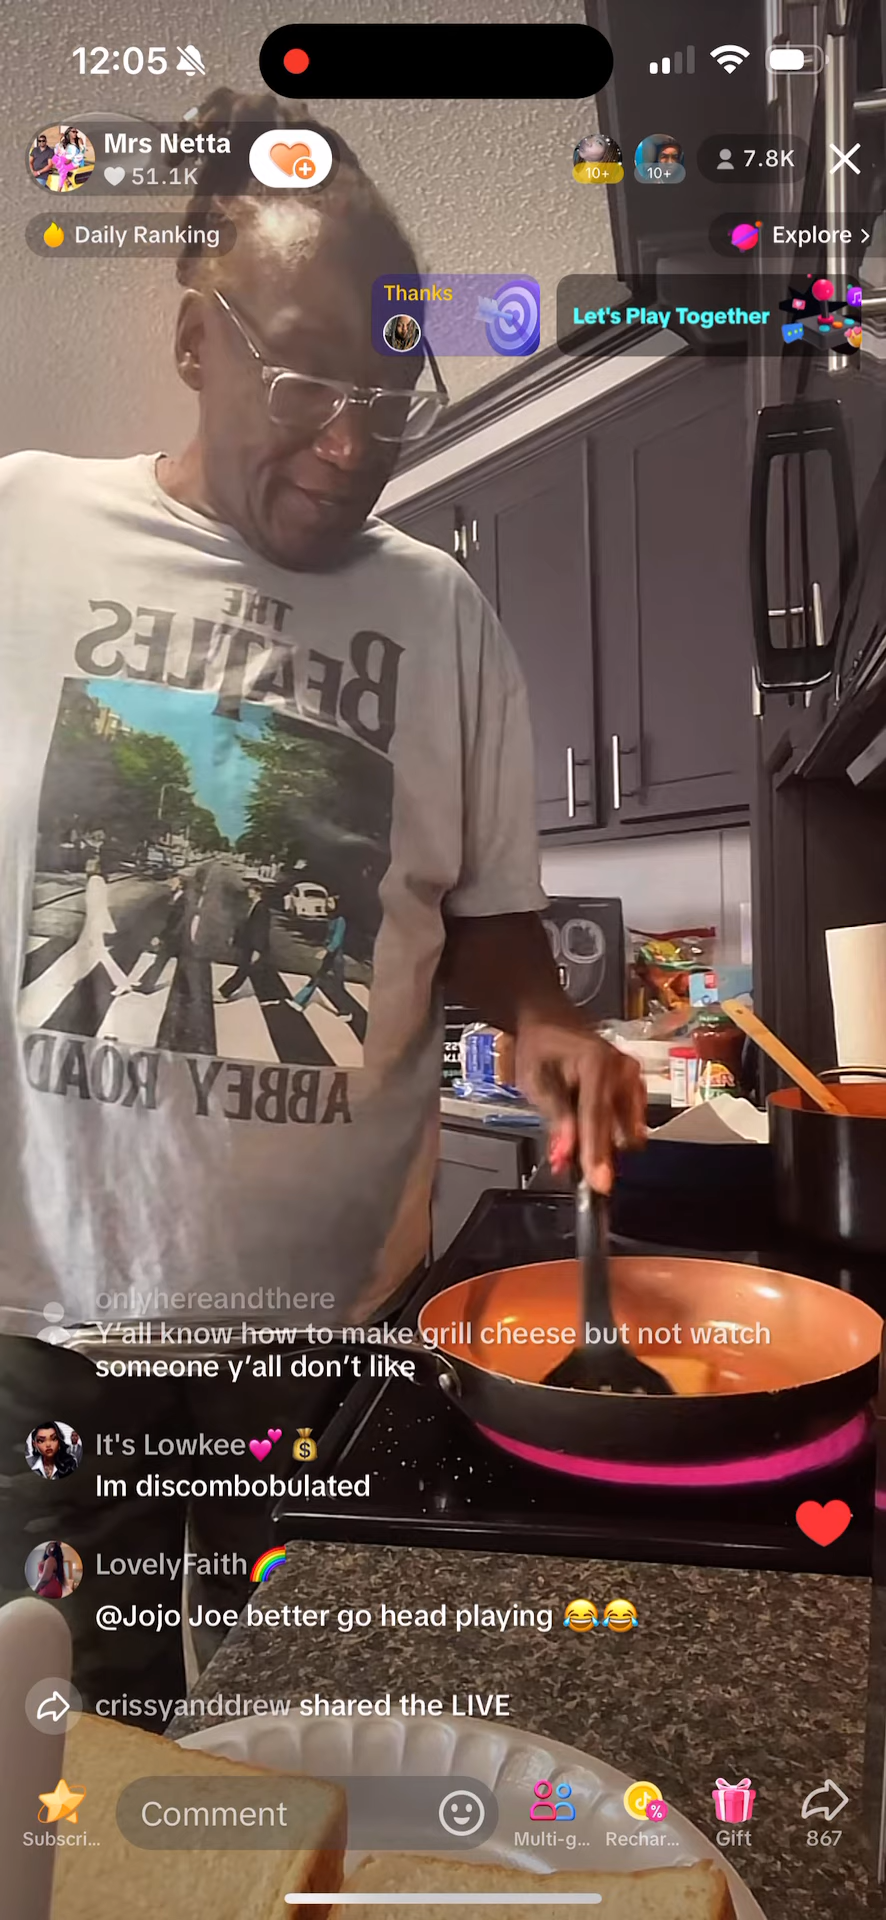 12:05
Mrs Netta
51.1K
10+
10+
7.8K
Daily Ranking
Explore >
Thanks
Let's Play Together
THE
BEATLES
ABBEY ROAD
onlyhereandthere
Y'all know how to make grill cheese but not watch
someone y'all don't like
It's Lowkee💕💰
Im discombobulated
LovelyFaith🌈
@Jojo Joe better go head playing 😂😂
crissyanddrew shared the LIVE
Comment
Subscri...
Multi-g...
Rechar...
Gift
867